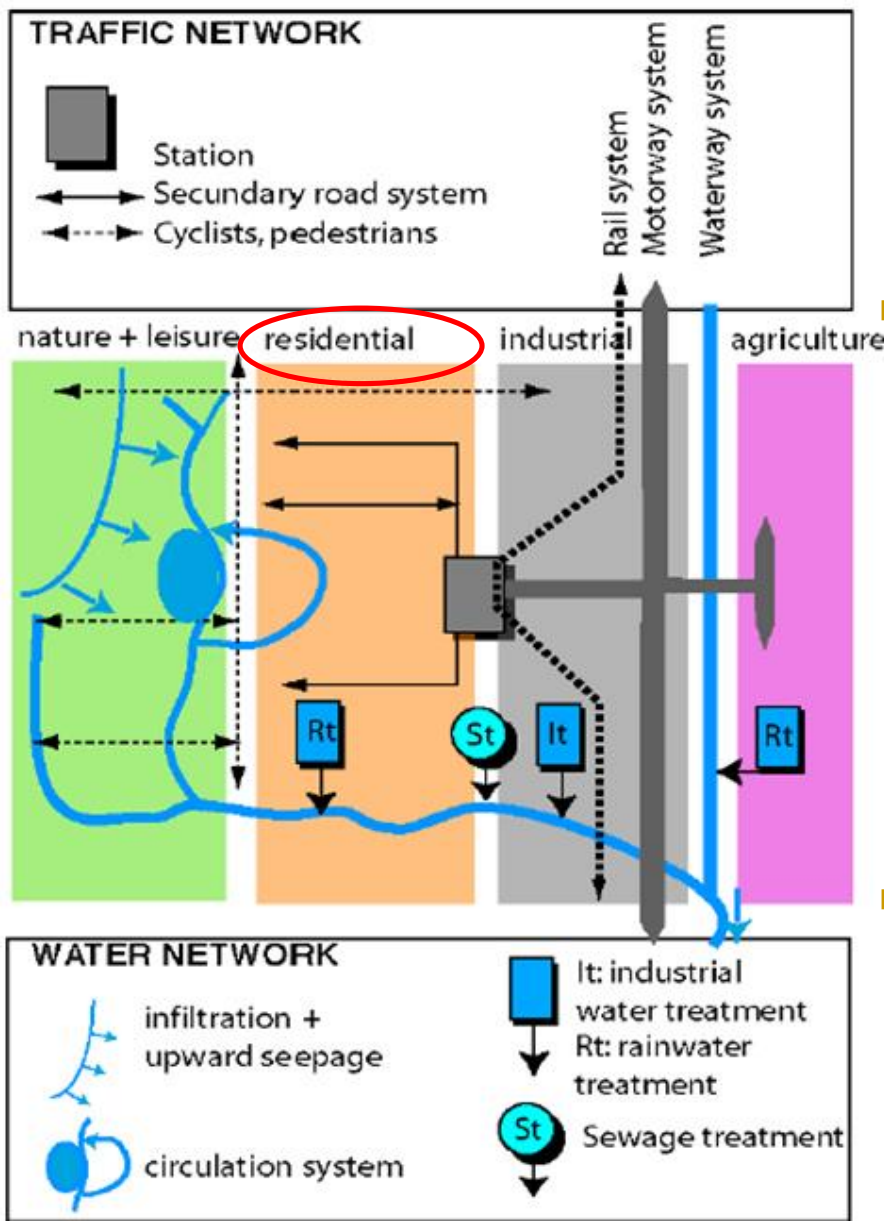 TRAFFIC NETWORK
Station
Secundary road system
Cyclists, pedestrians
Rail system
Motorway system
Waterway system
nature + leisure
residential
industrial
agriculture
Rt
St
It
Rt
WATER NETWORK
infiltration +
upward seepage
circulation system
It: industrial
water treatment
Rt: rainwater
treatment
St
Sewage treatment